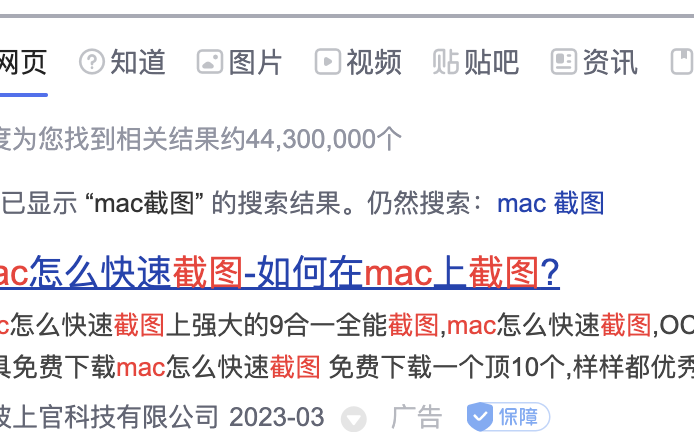 网页 知道 图片 视频 贴 贴吧 资讯
度为您找到相关结果约44,300,000个
已显示 “mac截图” 的搜索结果。仍然搜索：mac 截图
ac怎么快速截图-如何在mac上截图?
c怎么快速截图上强大的9合一全能截图,mac怎么快速截图,OC
具免费下载mac怎么快速截图 免费下载一个顶10个,样样都优秀
上官科技有限公司 2023-03 广告 保障